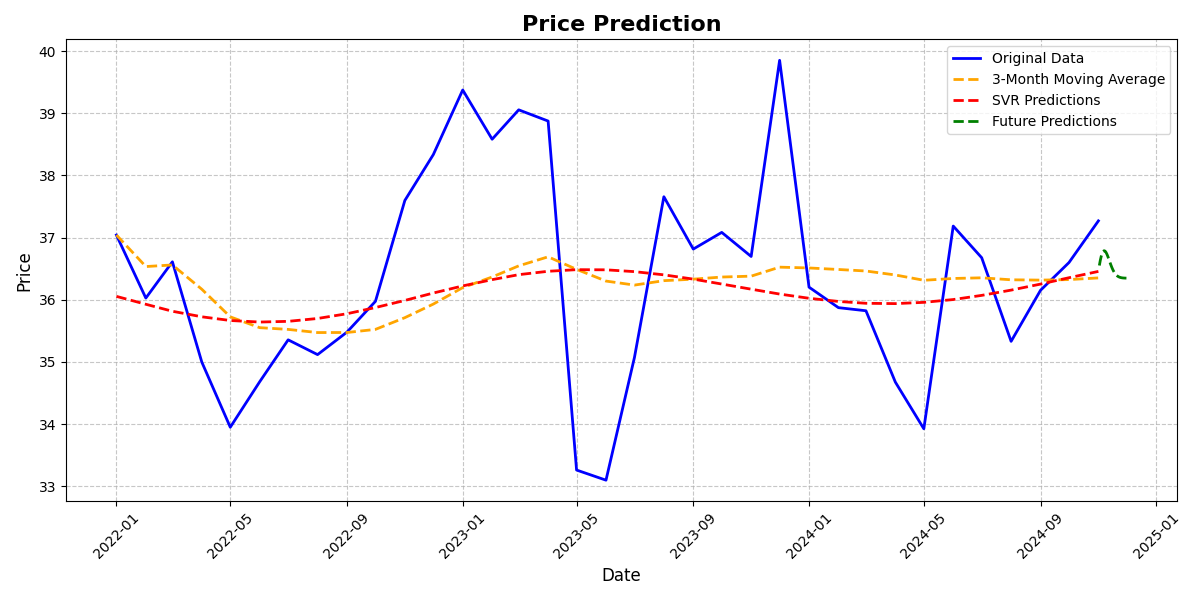 Price Prediction
Original Data
3-Month Moving Average
SVR Predictions
Future Predictions
Price
40
39
38
37
36
35
34
33
2022-01
2022-05
2022-09
2023-01
2023-05
2023-09
2024-01
2024-05
2024-09
2025-01
Date